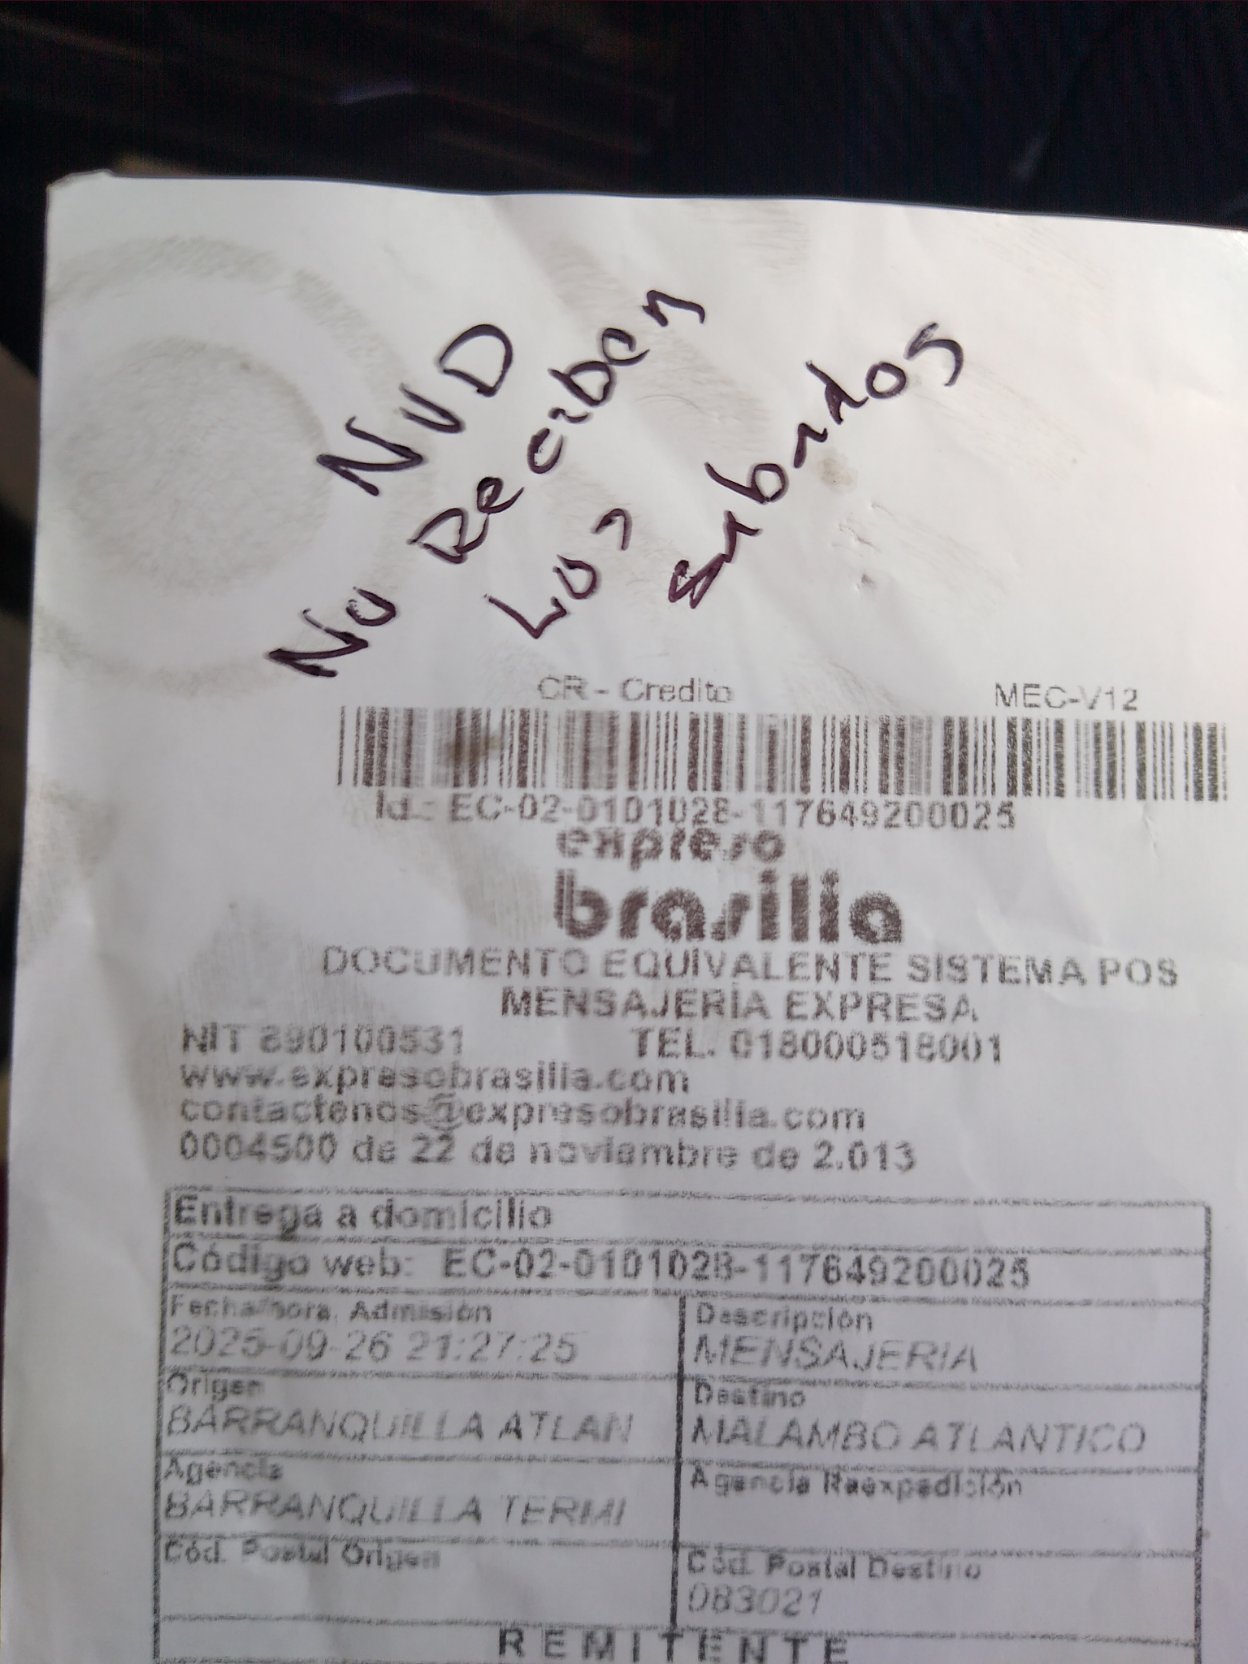 NUD
No Reciben
Los
Sabados
CR - Credito MEC-V12
Id.: EC-02-0101028-117649200025
expreso
brasilia
DOCUMENTO EQUIVALENTE SISTEMA POS
MENSAJERÍA EXPRESA
NIT 890100531 TEL. 018000518001
www.expresobrasilia.com
contactenos@expresobrasilia.com
0004500 de 22 de noviembre de 2.013
Entrega a domicilio
Código web: EC-02-0101028-117649200025
Fecha/hora. Admisión Descripción
2025-09-26 21:27:25 MENSAJERIA
Origen Destino
BARRANQUILLA ATLAN MALAMBO ATLANTICO
Agencia Agencia Reexpedición
BARRANQUILLA TERMI
Cód. Postal Origen Cód. Postal Destino
083021
REMITENTE